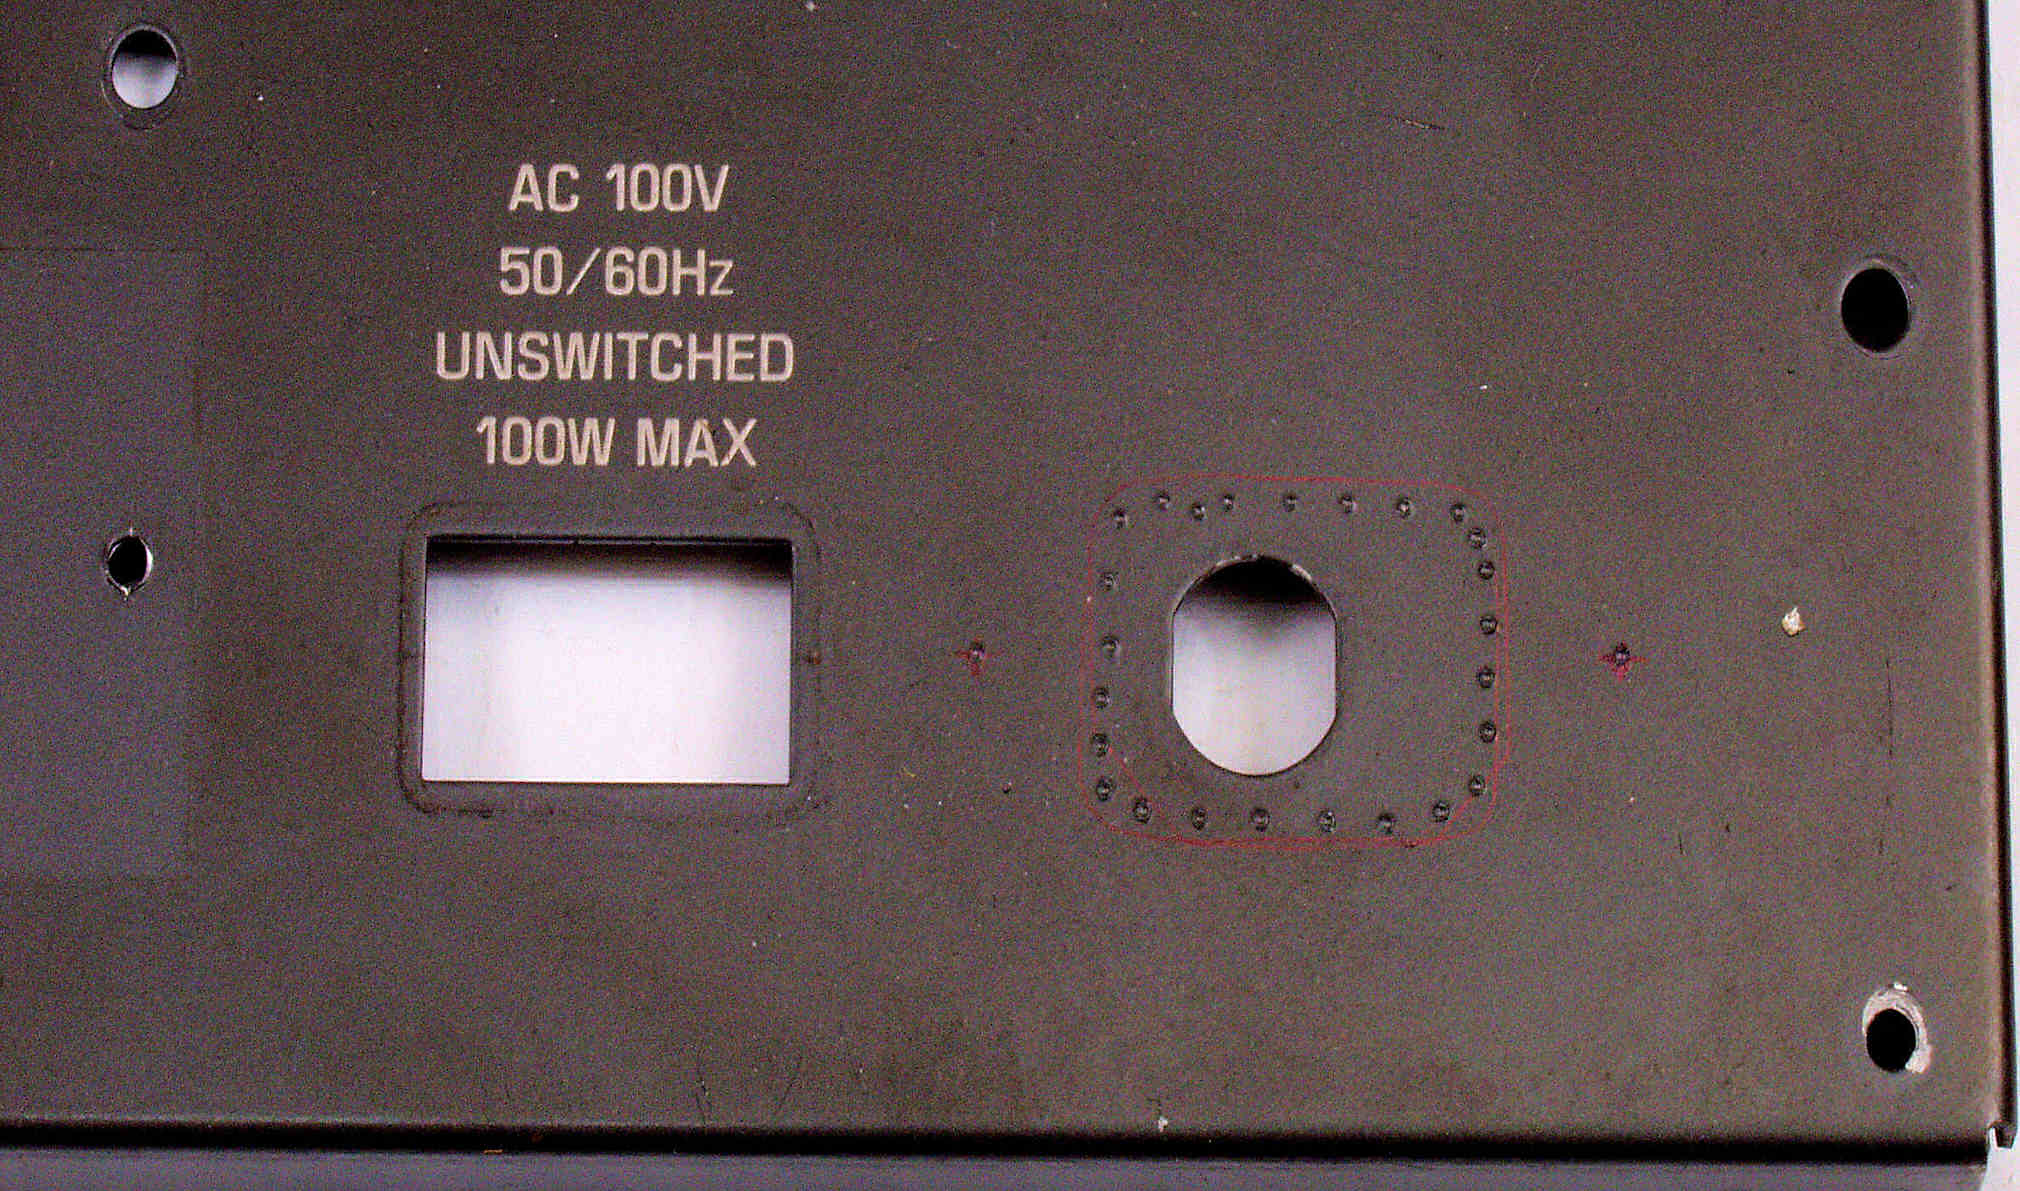 AC 100V
50/60Hz
UNSWITCHED
100W MAX